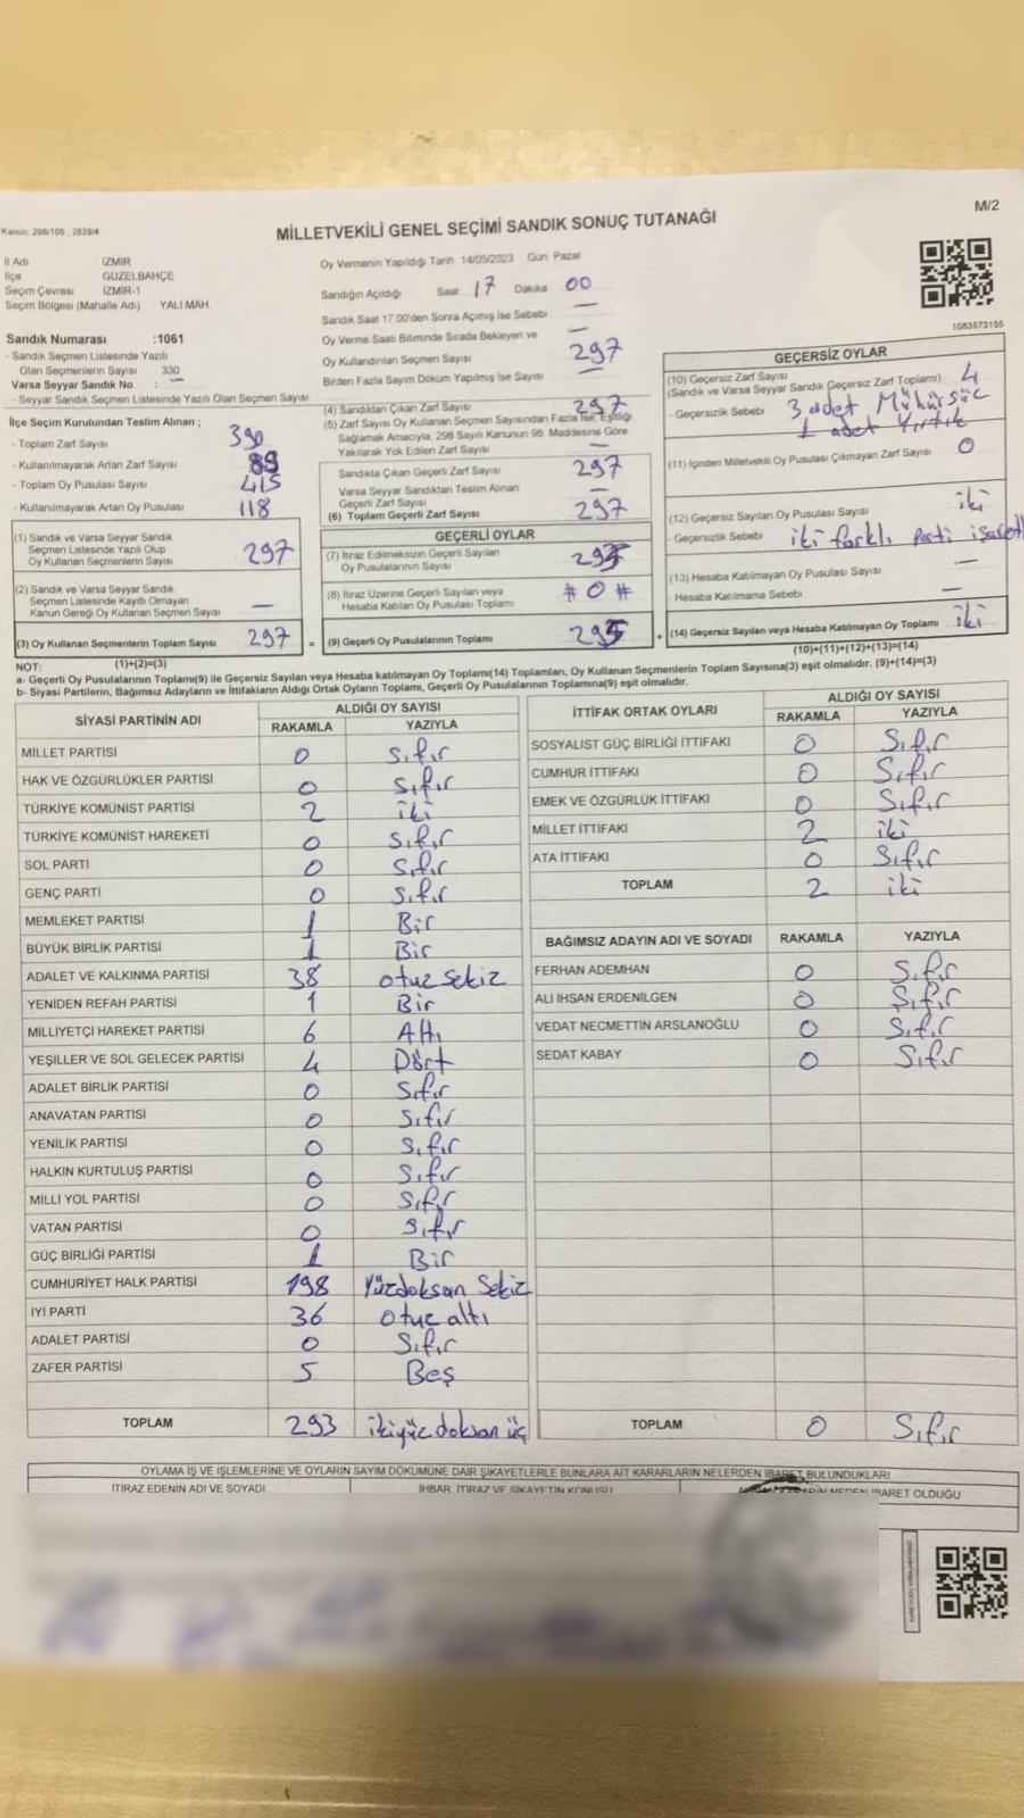 M/2
MİLLETVEKİLİ GENEL SEÇİMİ SANDIK SONUÇ TUTANAĞI
İl Adı İZMİR
İlçe GÜZELBAHÇE
Seçim Çevresi İZMİR-1
Seçim Bölgesi (Mahalle Adı) YALI MAH
Sandık Numarası :1061
- Sandık Seçmen Listesinde Yazılı
Olan Seçmenlerin Sayısı 330
Varsa Seyyar Sandık No : —
- Seyyar Sandık Seçmen Listesinde Yazılı Olan Seçmen Sayısı
İlçe Seçim Kurulundan Teslim Alınan ;
- Toplam Zarf Sayısı
- Kullanılmayarak Artan Zarf Sayısı 89
- Toplam Oy Pusulası Sayısı 415
- Kullanılmayarak Artan Oy Pusulası 118
(1) Sandık ve Varsa Seyyar Sandık
Seçmen Listesinde Yazılı Olup
Oy Kullanan Seçmenlerin Sayısı 297
(2) Sandık ve Varsa Seyyar Sandık
Seçmen Listesinde Kayıtlı Olmayan
Kanun Gereği Oy Kullanan Seçmen Sayısı —
(3) Oy Kullanan Seçmenlerin Toplam Sayısı 297
(1)+(2)=(3)
Oy Vermenin Yapıldığı Tarih 14/05/2023 Gün Pazar
Sandığın Açıldığı Saat 17 Dakika 00
Sandık Saat 17.00'den Sonra Açılmış İse Sebebi —
Oy Verme Saati Bitiminde Sırada Bekleyen ve —
Oy Kullandırılan Seçmen Sayısı 297
Birden Fazla Sayım Döküm Yapılmış İse Sayısı —
(4) Sandıktan Çıkan Zarf Sayısı 297
(5) Zarf Sayısı Oy Kullanan Seçmen Sayısından Fazla İse, Eşitliği
Sağlamak Amacıyla, 298 Sayılı Kanunun 98. Maddesine Göre
Yakılarak Yok Edilen Zarf Sayısı —
Sandıkta Çıkan Geçerli Zarf Sayısı 297
Varsa Seyyar Sandıktan Teslim Alınan
Geçerli Zarf Sayısı —
(6) Toplam Geçerli Zarf Sayısı 297
GEÇERLİ OYLAR
(7) İtiraz Edilmeksizin Geçerli Sayılan
Oy Pusulalarının Sayısı 295
(8) İtiraz Üzerine Geçerli Sayılan veya
Hesaba Katılan Oy Pusulası Toplamı # 0 #
= (9) Geçerli Oy Pusulalarının Toplamı 295
1083673105
GEÇERSİZ OYLAR
(10) Geçersiz Zarf Sayısı
(Sandık ve Varsa Seyyar Sandık Geçersiz Zarf Toplamı) 4
- Geçersizlik Sebebi 3 adet Mühürsüz
1 adet Yırtık
(11) İçinden Milletvekili Oy Pusulası Çıkmayan Zarf Sayısı 0
(12) Geçersiz Sayılan Oy Pusulası Sayısı iki
Geçersizlik Sebebi iki farklı Parti
(13) Hesaba Katılmayan Oy Pusulası Sayısı —
- Hesaba Katılmama Sebebi —
+ (14) Geçersiz Sayılan veya Hesaba Katılmayan Oy Toplamı iki
(10)+(11)+(12)+(13)=(14)
NOT:
a- Geçerli Oy Pusulalarının Toplamı(9) ile Geçersiz Sayılan veya Hesaba katılmayan Oy Toplamı(14) Toplamları, Oy Kullanan Seçmenlerin Toplam Sayısına(3) eşit olmalıdır. (9)+(14)=(3)
b- Siyasi Partilerin, Bağımsız Adayların ve İttifakların Aldığı Ortak Oyların Toplamı, Geçerli Oy Pusulalarının Toplamına(9) eşit olmalıdır.
SİYASİ PARTİNİN ADI ALDIĞI OY SAYISI
RAKAMLA YAZIYLA
MİLLET PARTİSİ 0 Sıfır
HAK VE ÖZGÜRLÜKLER PARTİSİ 0 Sıfır
TÜRKİYE KOMÜNİST PARTİSİ 2 iki
TÜRKİYE KOMÜNİST HAREKETİ 0 Sıfır
SOL PARTİ 0 Sıfır
GENÇ PARTİ 0 Sıfır
MEMLEKET PARTİSİ 1 Bir
BÜYÜK BİRLİK PARTİSİ 1 Bir
ADALET VE KALKINMA PARTİSİ 38 otuz sekiz
YENİDEN REFAH PARTİSİ 1 Bir
MİLLİYETÇİ HAREKET PARTİSİ 6 Altı
YEŞİLLER VE SOL GELECEK PARTİSİ 4 Dört
ADALET BİRLİK PARTİSİ 0 Sıfır
ANAVATAN PARTİSİ 0 Sıfır
YENİLİK PARTİSİ 0 Sıfır
HALKIN KURTULUŞ PARTİSİ 0 Sıfır
MİLLİ YOL PARTİSİ 0 Sıfır
VATAN PARTİSİ 0 Sıfır
GÜÇ BİRLİĞİ PARTİSİ 1 Bir
CUMHURİYET HALK PARTİSİ 198 Yüzdoksan Sekiz
İYİ PARTİ 36 otuz altı
ADALET PARTİSİ 0 Sıfır
ZAFER PARTİSİ 5 Beş
TOPLAM 293 ikiyüz doksan üç
İTTİFAK ORTAK OYLARI ALDIĞI OY SAYISI
RAKAMLA YAZIYLA
SOSYALİST GÜÇ BİRLİĞİ İTTİFAKI 0 Sıfır
CUMHUR İTTİFAKI 0 Sıfır
EMEK VE ÖZGÜRLÜK İTTİFAKI 0 Sıfır
MİLLET İTTİFAKI 2 iki
ATA İTTİFAKI 0 Sıfır
TOPLAM 2 iki
BAĞIMSIZ ADAYIN ADI VE SOYADI RAKAMLA YAZIYLA
FERHAN ADEMHAN 0 Sıfır
ALİ İHSAN ERDENİLGEN 0 Sıfır
VEDAT NECMETTİN ARSLANOĞLU 0 Sıfır
SEDAT KABAY 0 Sıfır
TOPLAM 0 Sıfır
OYLAMA İŞ VE İŞLEMLERİNE VE OYLARIN SAYIM DÖKÜMÜNE DAİR ŞİKAYETLERLE BUNLARA AİT KARARLARIN NELERDEN İBARET BULUNDUKLARI
İTİRAZ EDENİN ADI VE SOYADI İHBAR, İTİRAZ VE ŞİKAYETİN KONUSU NEDEN İBARET OLDUĞU